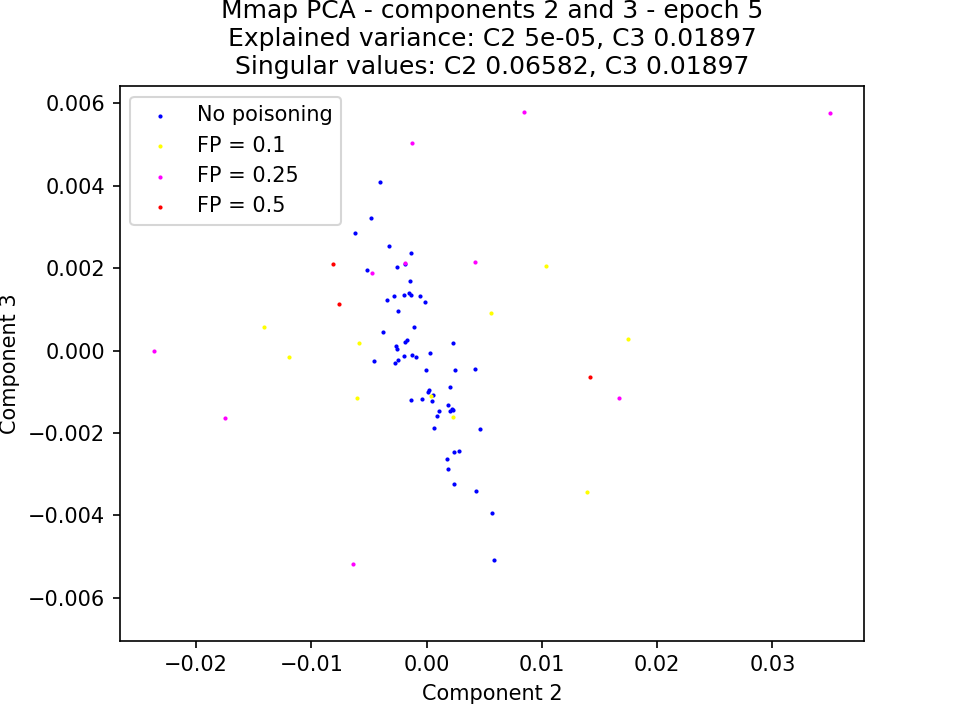 Mmap PCA - components 2 and 3 - epoch 5
Explained variance: C2 5e-05, C3 0.01897
Singular values: C2 0.06582, C3 0.01897
No poisoning
FP = 0.1
FP = 0.25
FP = 0.5
0.006
0.004
0.002
0.000
−0.002
−0.004
−0.006
Component 3
−0.02
−0.01
0.00
0.01
0.02
0.03
Component 2